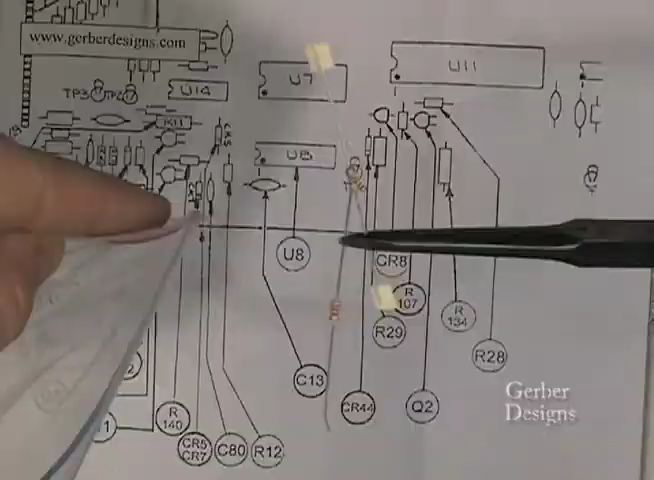 www.gerberdesigns.com
U7
U11
U14
TP3
TP2
K11
CR5
U8
U8
CR8
R
107
R29
R
134
R28
C13
CR44
Q2
R
140
CR5
CR7
C80
R12
Gerber
Designs